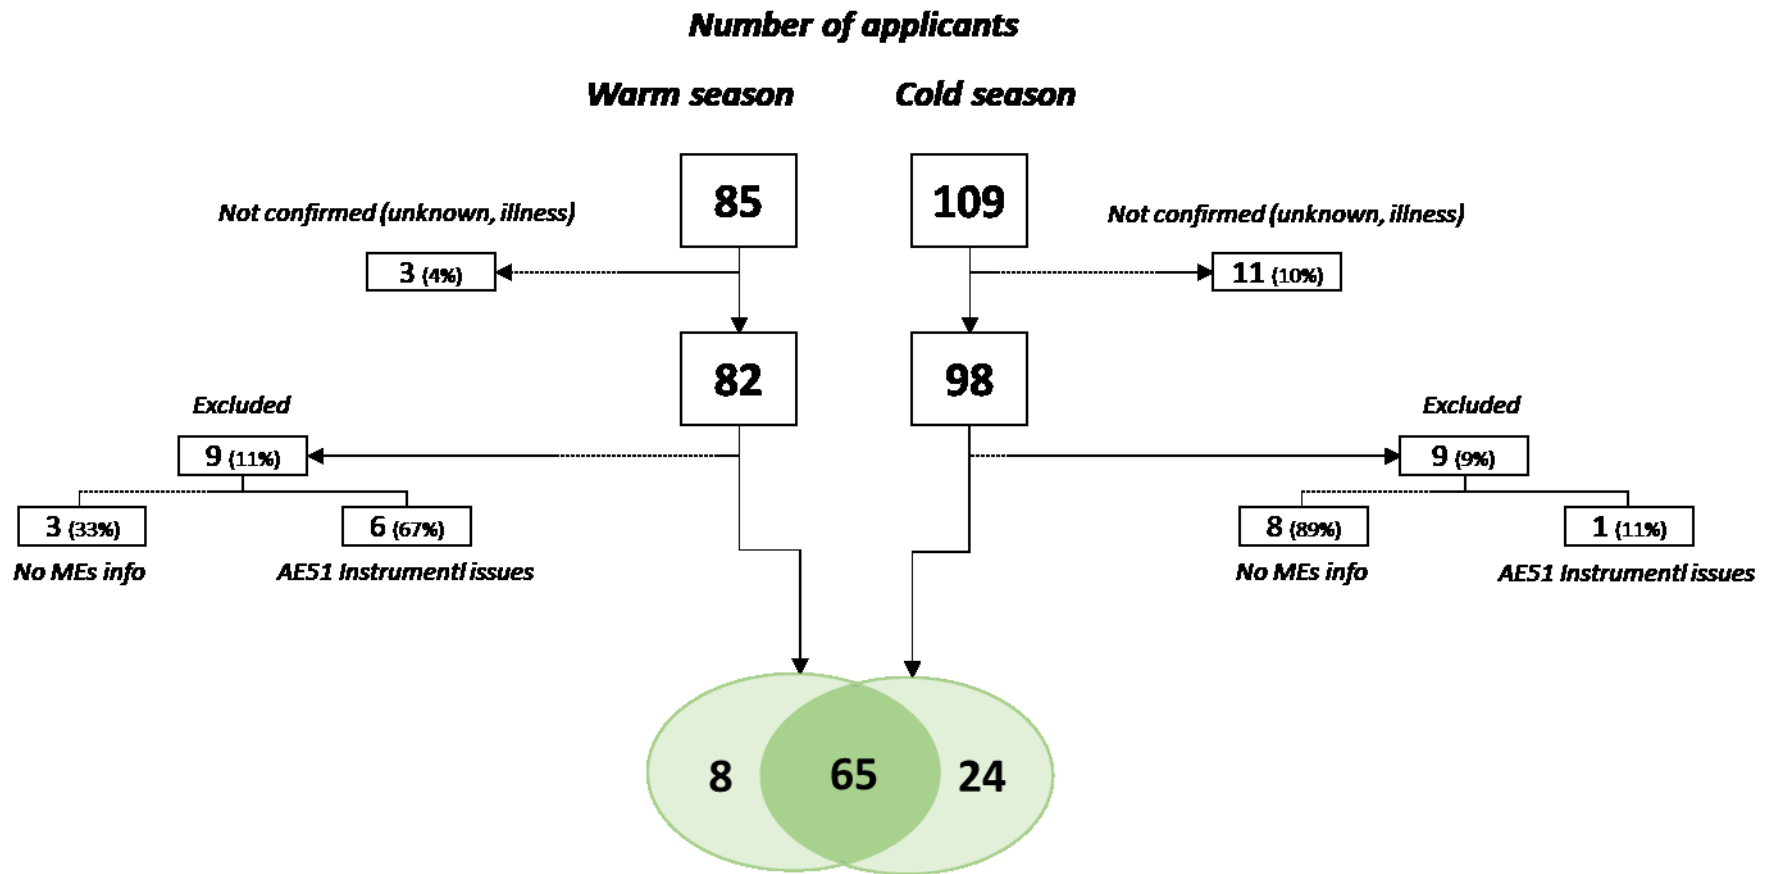 Number of applicants
Warm season
Cold season
85
109
Not confirmed (unknown, illness)
Not confirmed (unknown, illness)
3 (4%)
11 (10%)
82
98
Excluded
Excluded
9 (11%)
9 (9%)
3 (33%)
6 (67%)
8 (89%)
1 (11%)
No MEs info
AE51 Instrumentl issues
No MEs info
AE51 Instrumentl issues
8
65
24